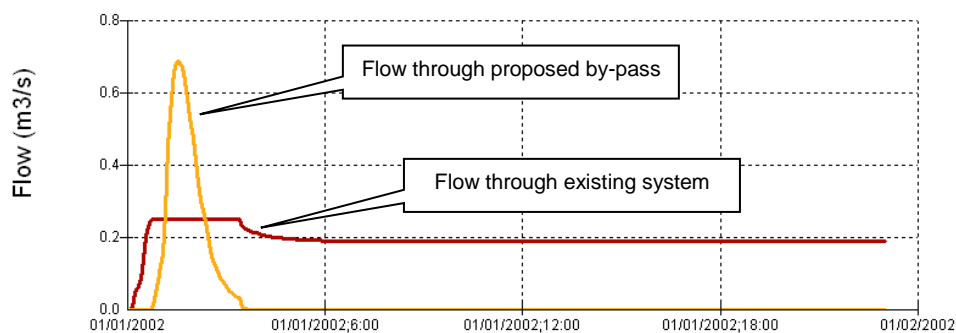 0.8
Flow through proposed by-pass
0.6
Flow (m3/s)
0.4
Flow through existing system
0.2
0.0
01/01/2002 01/01/2002;6:00 01/01/2002;12:00 01/01/2002;18:00 01/02/2002